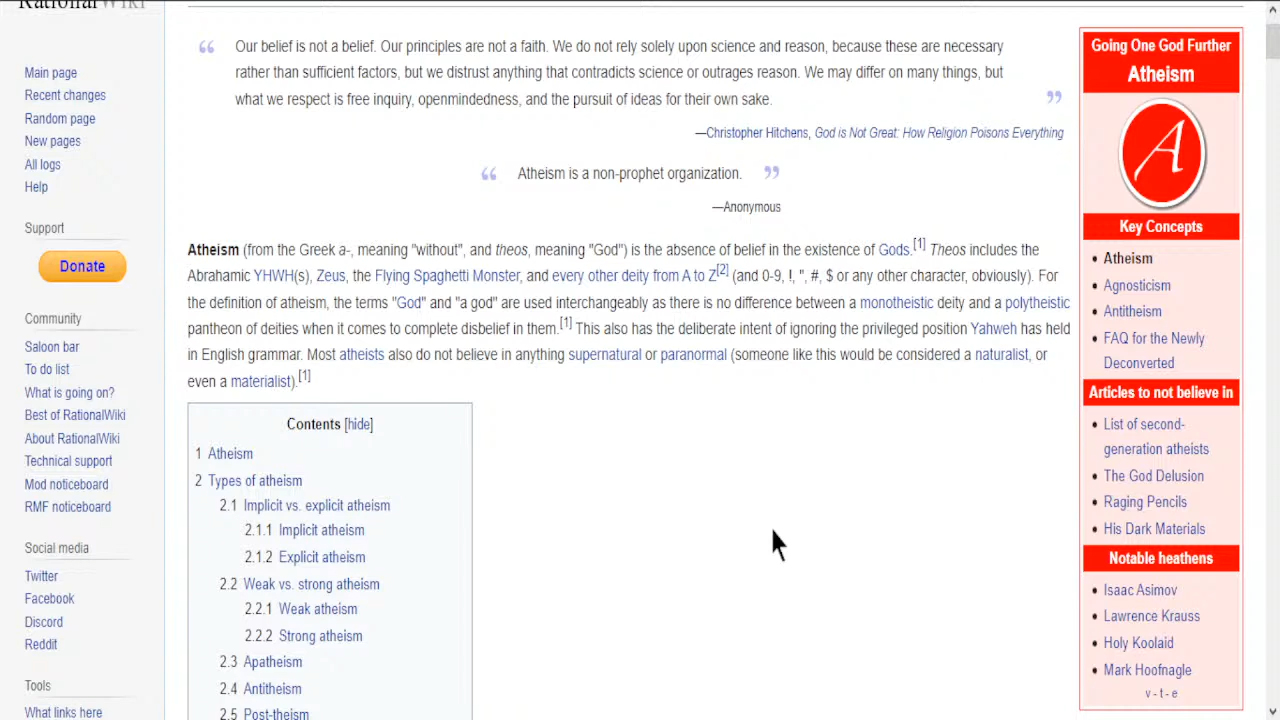 RationalWiki
Main page
Recent changes
Random page
New pages
All logs
Help
Support
Donate
Community
Saloon bar
To do list
What is going on?
Best of RationalWiki
About RationalWiki
Technical support
Mod noticeboard
RMF noticeboard
Social media
Twitter
Facebook
Discord
Reddit
Tools
What links here
“ Our belief is not a belief. Our principles are not a faith. We do not rely solely upon science and reason, because these are necessary
rather than sufficient factors, but we distrust anything that contradicts science or outrages reason. We may differ on many things, but
what we respect is free inquiry, openmindedness, and the pursuit of ideas for their own sake. ”
—Christopher Hitchens, God is Not Great: How Religion Poisons Everything
“ Atheism is a non-prophet organization. ”
—Anonymous
Atheism (from the Greek a-, meaning "without", and theos, meaning "God") is the absence of belief in the existence of Gods.[1] Theos includes the
Abrahamic YHWH(s), Zeus, the Flying Spaghetti Monster, and every other deity from A to Z[2] (and 0-9, !, ", #, $ or any other character, obviously). For
the definition of atheism, the terms "God" and "a god" are used interchangeably as there is no difference between a monotheistic deity and a polytheistic
pantheon of deities when it comes to complete disbelief in them.[1] This also has the deliberate intent of ignoring the privileged position Yahweh has held
in English grammar. Most atheists also do not believe in anything supernatural or paranormal (someone like this would be considered a naturalist, or
even a materialist).[1]
Contents [hide]
1 Atheism
2 Types of atheism
2.1 Implicit vs. explicit atheism
2.1.1 Implicit atheism
2.1.2 Explicit atheism
2.2 Weak vs. strong atheism
2.2.1 Weak atheism
2.2.2 Strong atheism
2.3 Apatheism
2.4 Antitheism
2.5 Post-theism
Going One God Further
Atheism
A
Key Concepts
• Atheism
• Agnosticism
• Antitheism
• FAQ for the Newly
Deconverted
Articles to not believe in
• List of second-
generation atheists
• The God Delusion
• Raging Pencils
• His Dark Materials
Notable heathens
• Isaac Asimov
• Lawrence Krauss
• Holy Koolaid
• Mark Hoofnagle
v - t - e